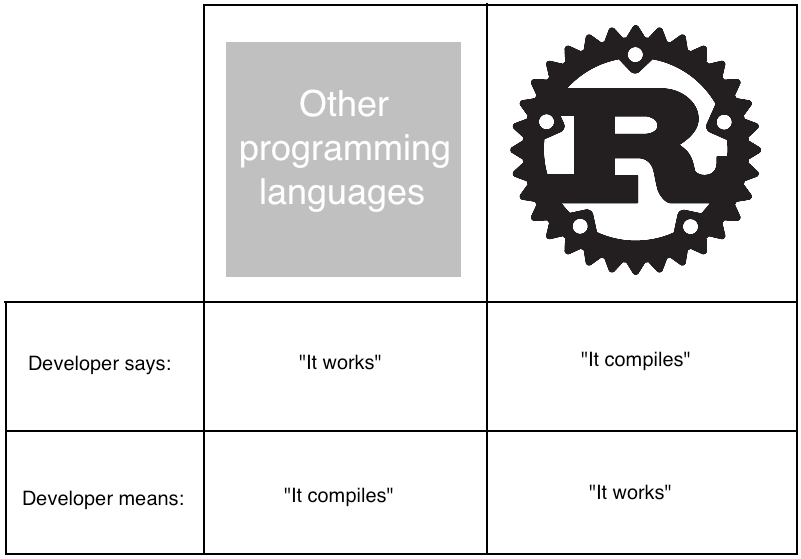 Other
programming
languages
R
Developer says:
"It works"
"It compiles"
Developer means:
"It compiles"
"It works"